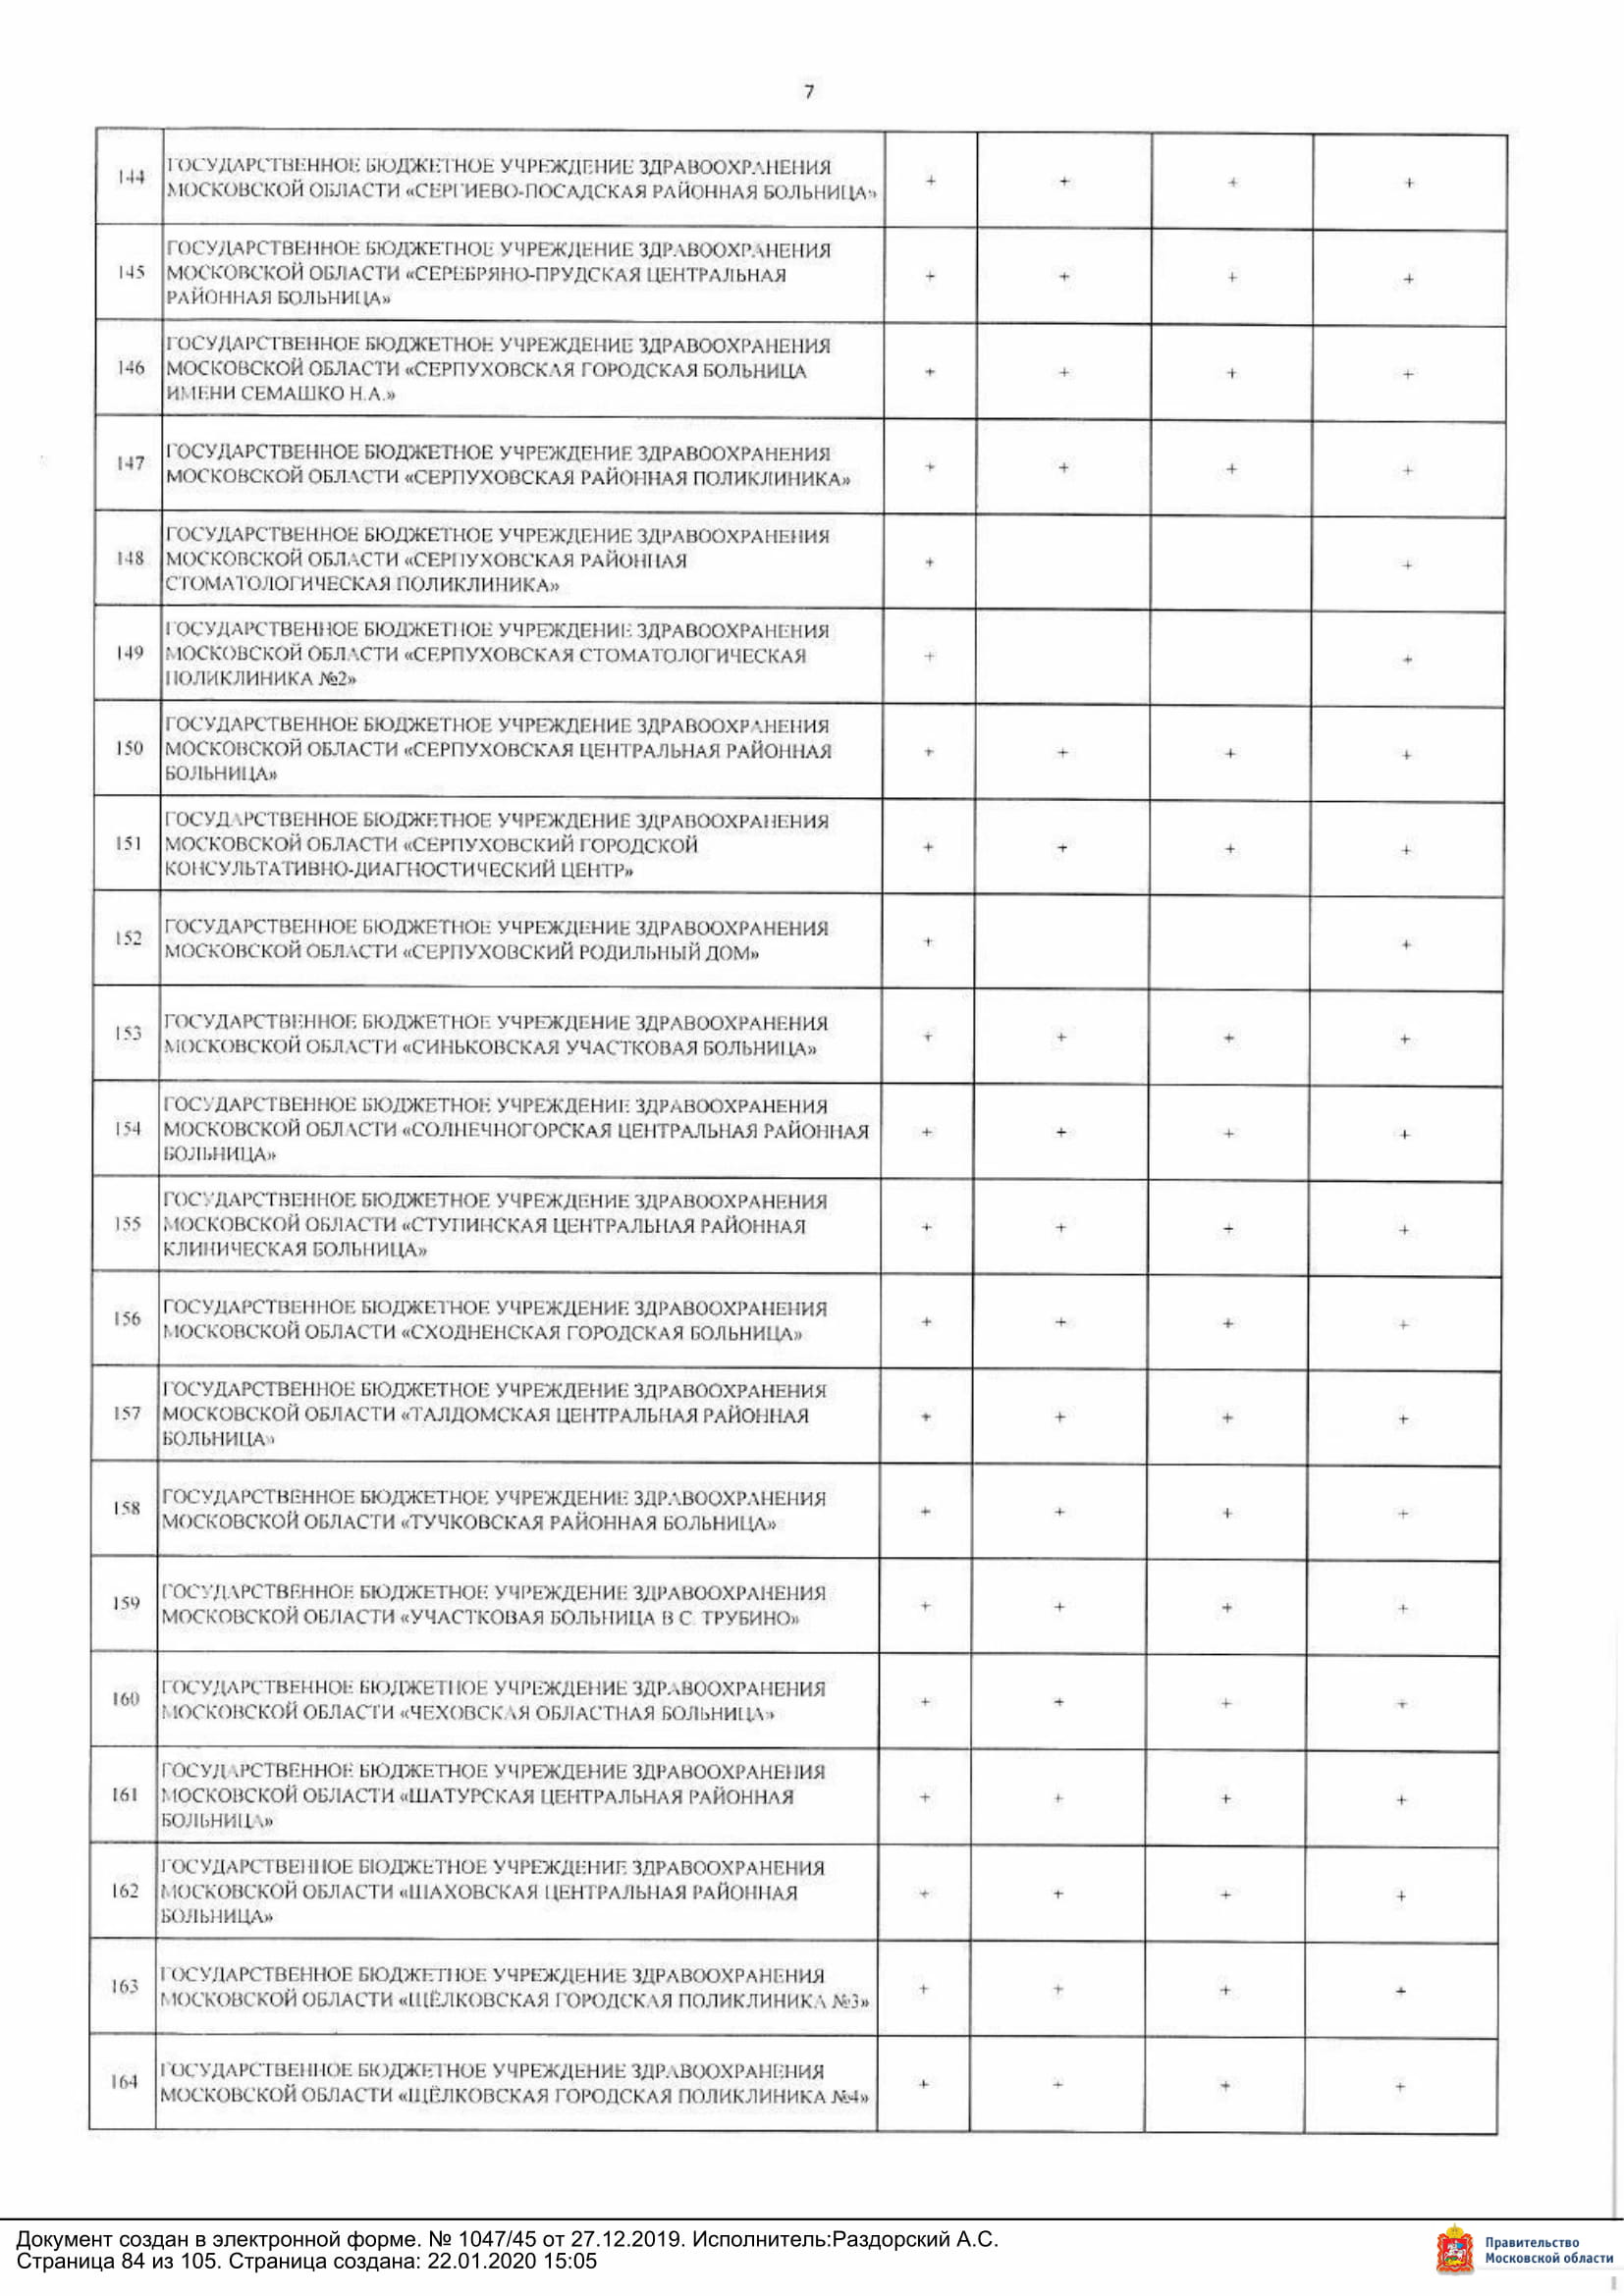 7
144
ГОСУДАРСТВЕННОЕ БЮДЖЕТНОЕ УЧРЕЖДЕНИЕ ЗДРАВООХРАНЕНИЯ
МОСКОВСКОЙ ОБЛАСТИ «СЕРГИЕВО-ПОСАДСКАЯ РАЙОННАЯ БОЛЬНИЦА»
+ + + +
145
ГОСУДАРСТВЕННОЕ БЮДЖЕТНОЕ УЧРЕЖДЕНИЕ ЗДРАВООХРАНЕНИЯ
МОСКОВСКОЙ ОБЛАСТИ «СЕРЕБРЯНО-ПРУДСКАЯ ЦЕНТРАЛЬНАЯ
РАЙОННАЯ БОЛЬНИЦА»
+ + + +
146
ГОСУДАРСТВЕННОЕ БЮДЖЕТНОЕ УЧРЕЖДЕНИЕ ЗДРАВООХРАНЕНИЯ
МОСКОВСКОЙ ОБЛАСТИ «СЕРПУХОВСКАЯ ГОРОДСКАЯ БОЛЬНИЦА
ИМЕНИ СЕМАШКО Н.А.»
+ + + +
147
ГОСУДАРСТВЕННОЕ БЮДЖЕТНОЕ УЧРЕЖДЕНИЕ ЗДРАВООХРАНЕНИЯ
МОСКОВСКОЙ ОБЛАСТИ «СЕРПУХОВСКАЯ РАЙОННАЯ ПОЛИКЛИНИКА»
+ + + +
148
ГОСУДАРСТВЕННОЕ БЮДЖЕТНОЕ УЧРЕЖДЕНИЕ ЗДРАВООХРАНЕНИЯ
МОСКОВСКОЙ ОБЛАСТИ «СЕРПУХОВСКАЯ РАЙОННАЯ
СТОМАТОЛОГИЧЕСКАЯ ПОЛИКЛИНИКА»
+ +
149
ГОСУДАРСТВЕННОЕ БЮДЖЕТНОЕ УЧРЕЖДЕНИЕ ЗДРАВООХРАНЕНИЯ
МОСКОВСКОЙ ОБЛАСТИ «СЕРПУХОВСКАЯ СТОМАТОЛОГИЧЕСКАЯ
ПОЛИКЛИНИКА №2»
+ +
150
ГОСУДАРСТВЕННОЕ БЮДЖЕТНОЕ УЧРЕЖДЕНИЕ ЗДРАВООХРАНЕНИЯ
МОСКОВСКОЙ ОБЛАСТИ «СЕРПУХОВСКАЯ ЦЕНТРАЛЬНАЯ РАЙОННАЯ
БОЛЬНИЦА»
+ + + +
151
ГОСУДАРСТВЕННОЕ БЮДЖЕТНОЕ УЧРЕЖДЕНИЕ ЗДРАВООХРАНЕНИЯ
МОСКОВСКОЙ ОБЛАСТИ «СЕРПУХОВСКИЙ ГОРОДСКОЙ
КОНСУЛЬТАТИВНО-ДИАГНОСТИЧЕСКИЙ ЦЕНТР»
+ + + +
152
ГОСУДАРСТВЕННОЕ БЮДЖЕТНОЕ УЧРЕЖДЕНИЕ ЗДРАВООХРАНЕНИЯ
МОСКОВСКОЙ ОБЛАСТИ «СЕРПУХОВСКИЙ РОДИЛЬНЫЙ ДОМ»
+ +
153
ГОСУДАРСТВЕННОЕ БЮДЖЕТНОЕ УЧРЕЖДЕНИЕ ЗДРАВООХРАНЕНИЯ
МОСКОВСКОЙ ОБЛАСТИ «СИНЬКОВСКАЯ УЧАСТКОВАЯ БОЛЬНИЦА»
+ + + +
154
ГОСУДАРСТВЕННОЕ БЮДЖЕТНОЕ УЧРЕЖДЕНИЕ ЗДРАВООХРАНЕНИЯ
МОСКОВСКОЙ ОБЛАСТИ «СОЛНЕЧНОГОРСКАЯ ЦЕНТРАЛЬНАЯ РАЙОННАЯ
БОЛЬНИЦА»
+ + + +
155
ГОСУДАРСТВЕННОЕ БЮДЖЕТНОЕ УЧРЕЖДЕНИЕ ЗДРАВООХРАНЕНИЯ
МОСКОВСКОЙ ОБЛАСТИ «СТУПИНСКАЯ ЦЕНТРАЛЬНАЯ РАЙОННАЯ
КЛИНИЧЕСКАЯ БОЛЬНИЦА»
+ + + +
156
ГОСУДАРСТВЕННОЕ БЮДЖЕТНОЕ УЧРЕЖДЕНИЕ ЗДРАВООХРАНЕНИЯ
МОСКОВСКОЙ ОБЛАСТИ «СХОДНЕНСКАЯ ГОРОДСКАЯ БОЛЬНИЦА»
+ + + +
157
ГОСУДАРСТВЕННОЕ БЮДЖЕТНОЕ УЧРЕЖДЕНИЕ ЗДРАВООХРАНЕНИЯ
МОСКОВСКОЙ ОБЛАСТИ «ТАЛДОМСКАЯ ЦЕНТРАЛЬНАЯ РАЙОННАЯ
БОЛЬНИЦА»
+ + + +
158
ГОСУДАРСТВЕННОЕ БЮДЖЕТНОЕ УЧРЕЖДЕНИЕ ЗДРАВООХРАНЕНИЯ
МОСКОВСКОЙ ОБЛАСТИ «ТУЧКОВСКАЯ РАЙОННАЯ БОЛЬНИЦА»
+ + + +
159
ГОСУДАРСТВЕННОЕ БЮДЖЕТНОЕ УЧРЕЖДЕНИЕ ЗДРАВООХРАНЕНИЯ
МОСКОВСКОЙ ОБЛАСТИ «УЧАСТКОВАЯ БОЛЬНИЦА В С. ТРУБИНО»
+ + + +
160
ГОСУДАРСТВЕННОЕ БЮДЖЕТНОЕ УЧРЕЖДЕНИЕ ЗДРАВООХРАНЕНИЯ
МОСКОВСКОЙ ОБЛАСТИ «ЧЕХОВСКАЯ ОБЛАСТНАЯ БОЛЬНИЦА»
+ + + +
161
ГОСУДАРСТВЕННОЕ БЮДЖЕТНОЕ УЧРЕЖДЕНИЕ ЗДРАВООХРАНЕНИЯ
МОСКОВСКОЙ ОБЛАСТИ «ШАТУРСКАЯ ЦЕНТРАЛЬНАЯ РАЙОННАЯ
БОЛЬНИЦА»
+ + + +
162
ГОСУДАРСТВЕННОЕ БЮДЖЕТНОЕ УЧРЕЖДЕНИЕ ЗДРАВООХРАНЕНИЯ
МОСКОВСКОЙ ОБЛАСТИ «ШАХОВСКАЯ ЦЕНТРАЛЬНАЯ РАЙОННАЯ
БОЛЬНИЦА»
+ + + +
163
ГОСУДАРСТВЕННОЕ БЮДЖЕТНОЕ УЧРЕЖДЕНИЕ ЗДРАВООХРАНЕНИЯ
МОСКОВСКОЙ ОБЛАСТИ «ЩЁЛКОВСКАЯ ГОРОДСКАЯ ПОЛИКЛИНИКА №3»
+ + + +
164
ГОСУДАРСТВЕННОЕ БЮДЖЕТНОЕ УЧРЕЖДЕНИЕ ЗДРАВООХРАНЕНИЯ
МОСКОВСКОЙ ОБЛАСТИ «ЩЁЛКОВСКАЯ ГОРОДСКАЯ ПОЛИКЛИНИКА №4»
+ + + +
Документ создан в электронной форме. № 1047/45 от 27.12.2019. Исполнитель:Раздорский А.С.
Страница 84 из 105. Страница создана: 22.01.2020 15:05
Правительство
Московской области